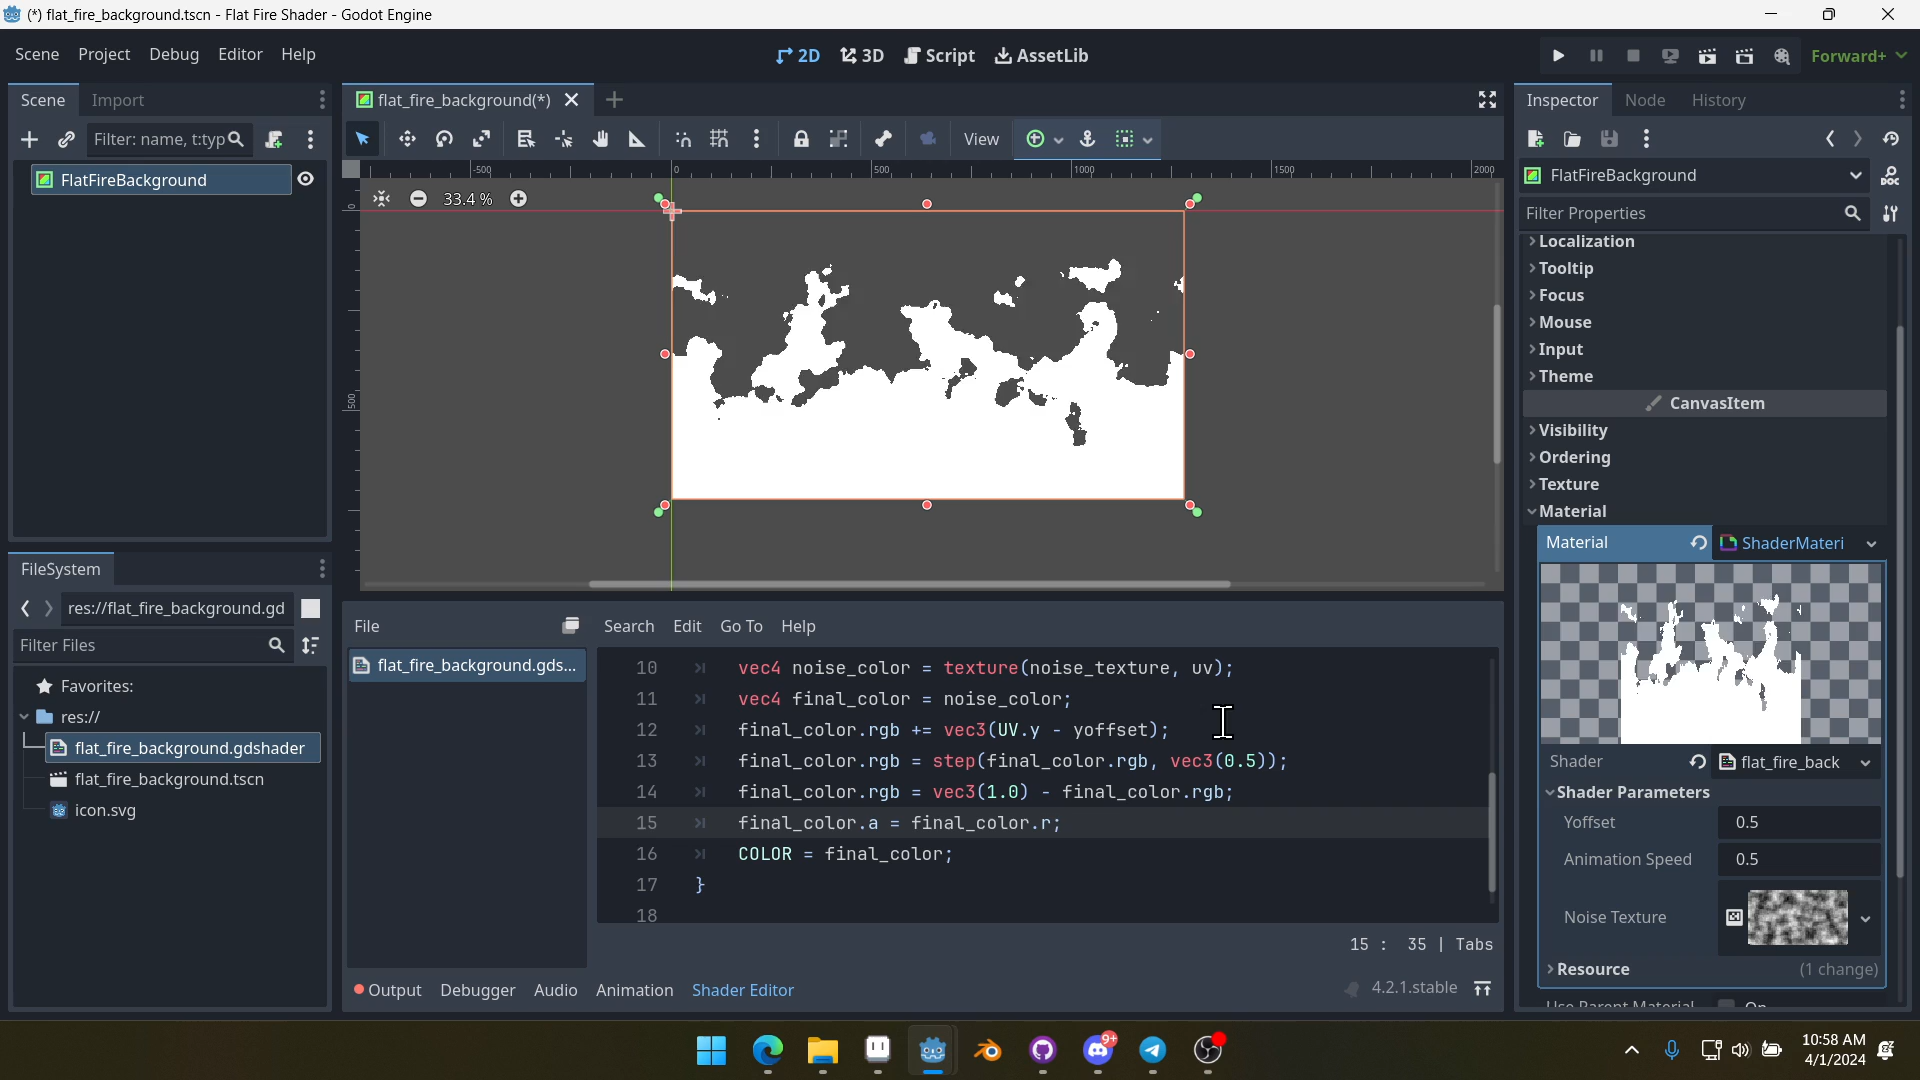 (*) flat_fire_background.tscn - Flat Fire Shader - Godot Engine
Scene Project Debug Editor Help
2D 3D Script AssetLib
Forward+
Scene Import
flat_fire_background(*)
Inspector Node History
Filter: name, t:typ
View
FlatFireBackground
33.4 %
-500 0 500 1000 1500 2000
0
500
FlatFireBackground
Filter Properties
Localization
Tooltip
Focus
Mouse
Input
Theme
CanvasItem
Visibility
Ordering
Texture
Material
Material ShaderMateri
Shader flat_fire_back
Shader Parameters
Yoffset 0.5
Animation Speed 0.5
Noise Texture
Resource (1 change)
FileSystem
res://flat_fire_background.gd
Filter Files
Favorites:
res://
flat_fire_background.gdshader
flat_fire_background.tscn
icon.svg
File Search Edit Go To Help
flat_fire_background.gds...
10 vec4 noise_color = texture(noise_texture, uv);
11 vec4 final_color = noise_color;
12 final_color.rgb += vec3(UV.y - yoffset);
13 final_color.rgb = step(final_color.rgb, vec3(0.5));
14 final_color.rgb = vec3(1.0) - final_color.rgb;
15 final_color.a = final_color.r;
16 COLOR = final_color;
17 }
18
15 : 35 | Tabs
Output Debugger Audio Animation Shader Editor
4.2.1.stable
9+
10:58 AM
4/1/2024